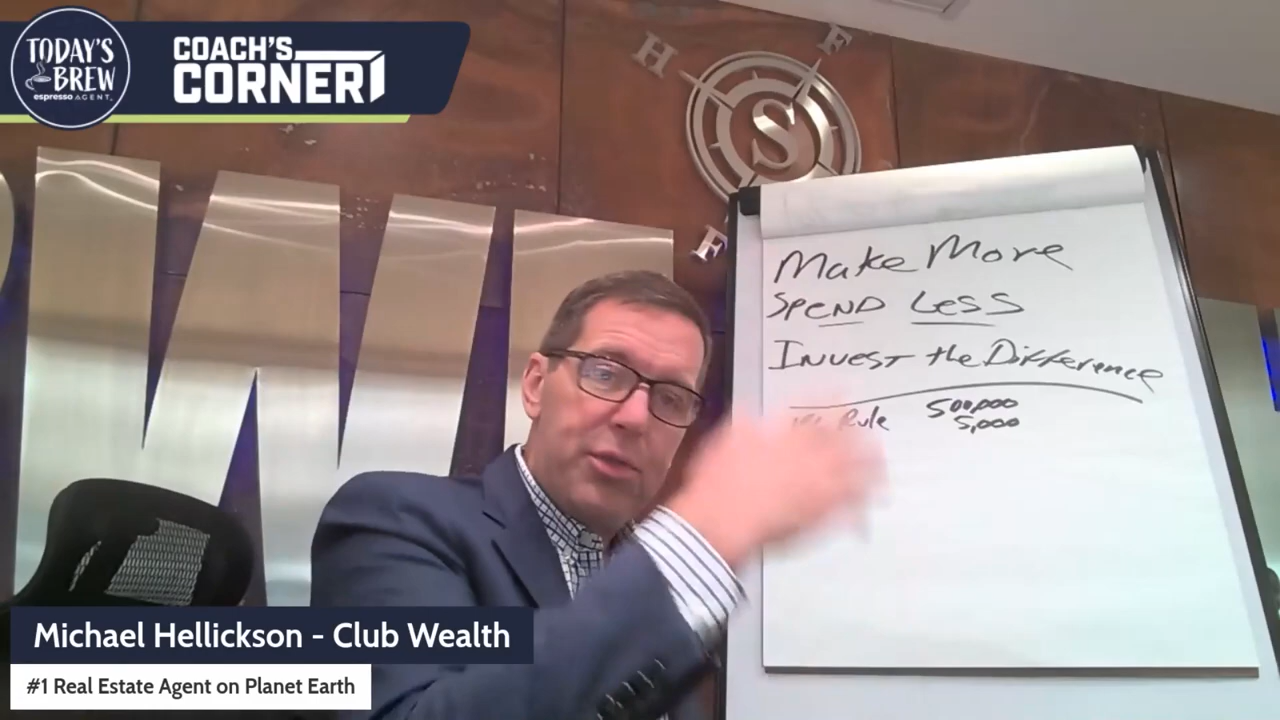 TODAY'S
BREW
espresso AGENT
COACH'S
CORNER
H F
S
F
W
Make More
SPEND LESS
INVEST the Difference
Rule 500,000
5,000
Michael Hellickson - Club Wealth
#1 Real Estate Agent on Planet Earth